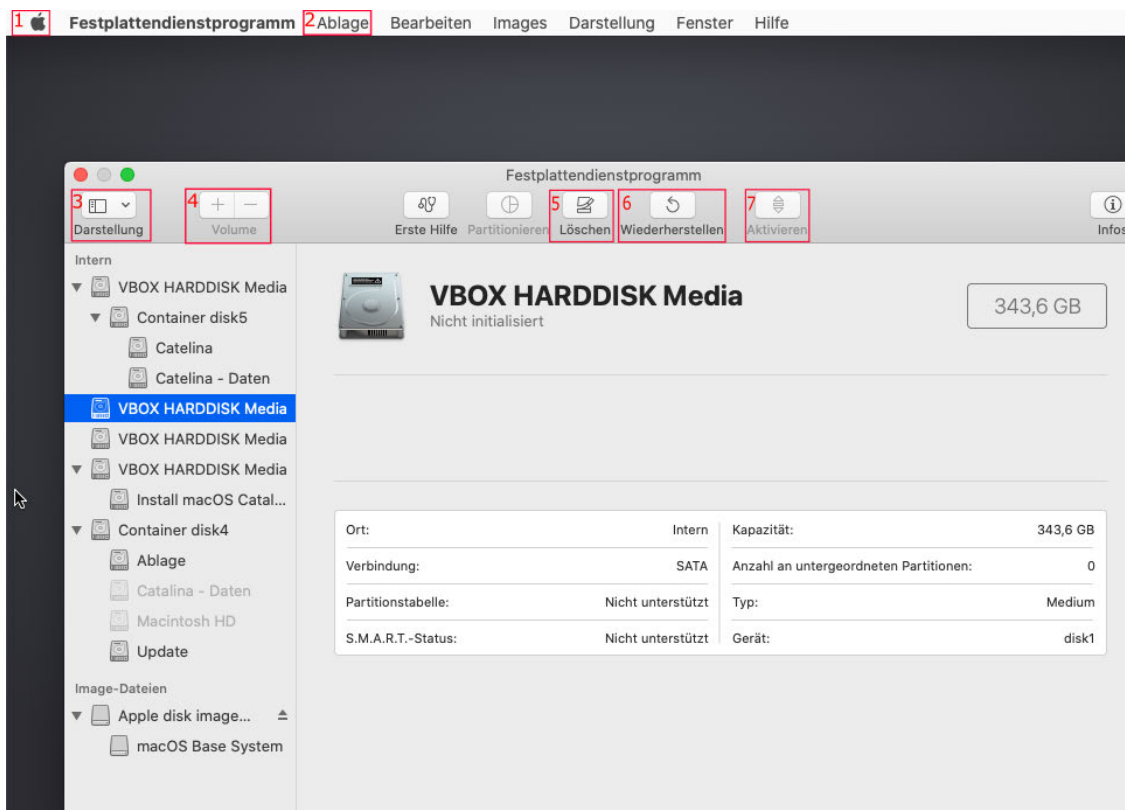 1 Festplattendienstprogramm 2 Ablage Bearbeiten Images Darstellung Fenster Hilfe
Festplattendienstprogramm
3 4 5 6 7
Darstellung Volume Erste Hilfe Partitionieren Löschen Wiederherstellen Aktivieren Infos
Intern
VBOX HARDDISK Media
Container disk5
Catelina
Catelina - Daten
VBOX HARDDISK Media
VBOX HARDDISK Media
VBOX HARDDISK Media
Install macOS Catal...
Container disk4
Ablage
Catalina - Daten
Macintosh HD
Update
Image-Dateien
Apple disk image...
macOS Base System
VBOX HARDDISK Media
Nicht initialisiert
343,6 GB
Ort: Intern Kapazität: 343,6 GB
Verbindung: SATA Anzahl an untergeordneten Partitionen: 0
Partitionstabelle: Nicht unterstützt Typ: Medium
S.M.A.R.T.-Status: Nicht unterstützt Gerät: disk1